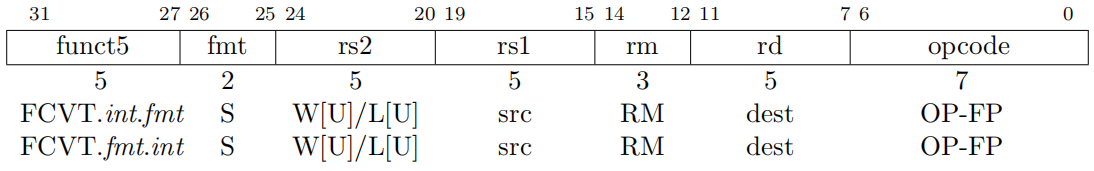 31 27 26 25 24 20 19 15 14 12 11 7 6 0
funct5 fmt rs2 rs1 rm rd opcode
5 2 5 5 3 5 7
FCVT.int.fmt S W[U]/L[U] src RM dest OP-FP
FCVT.fmt.int S W[U]/L[U] src RM dest OP-FP